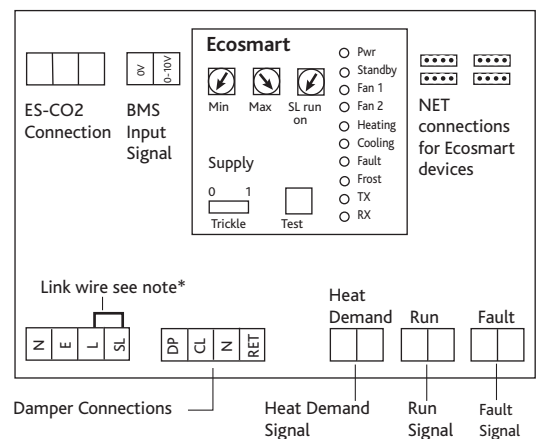 Ecosmart
Min
Max
SL run
on
Supply
0 1
Trickle
Test
Pwr
Standby
Fan 1
Fan 2
Heating
Cooling
Fault
Frost
TX
RX
ES-CO2
Connection
0V
0-10V
BMS
Input
Signal
NET
connections
for Ecosmart
devices
Link wire see note*
N
E
L
SL
DP
CL
N
RET
Heat
Demand
Run
Fault
Damper Connections
Heat Demand
Signal
Run
Signal
Fault
Signal